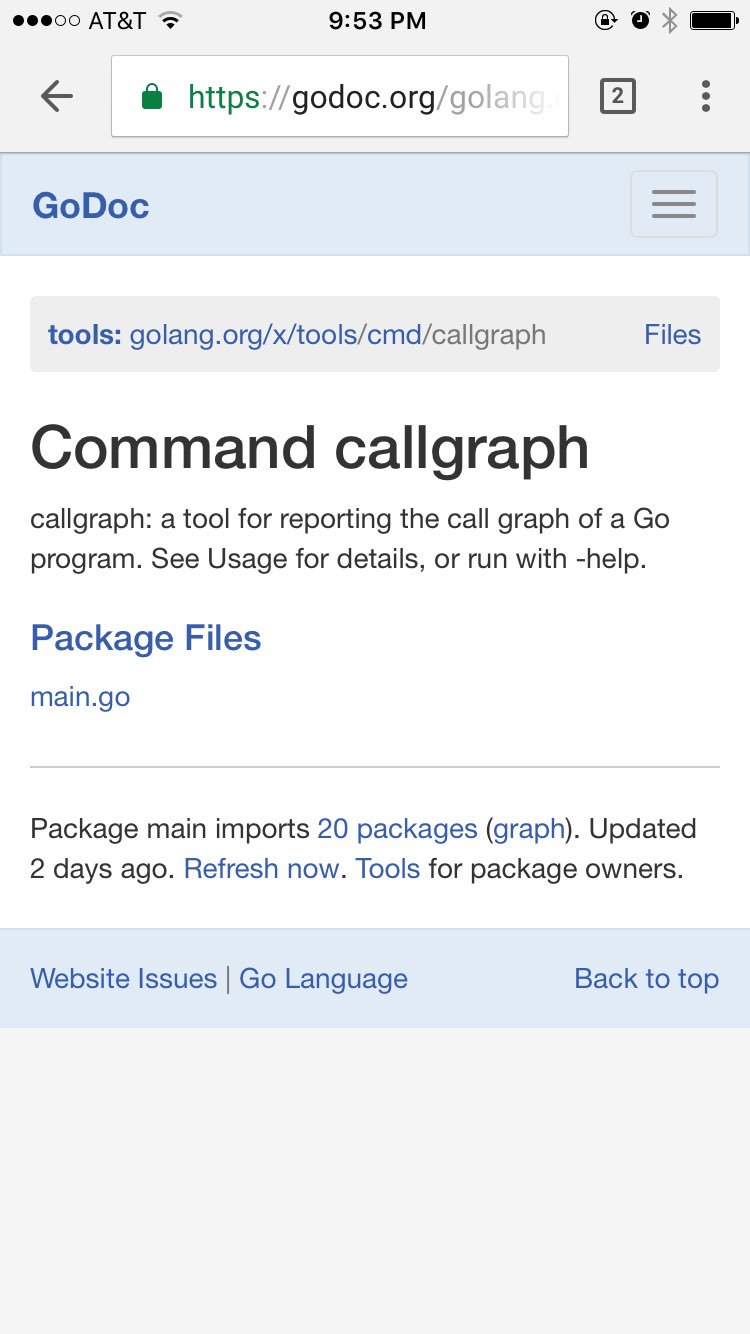 AT&T 9:53 PM
https://godoc.org/golang. 2
GoDoc
tools: golang.org/x/tools/cmd/callgraph Files
Command callgraph
callgraph: a tool for reporting the call graph of a Go
program. See Usage for details, or run with -help.
Package Files
main.go
Package main imports 20 packages (graph). Updated
2 days ago. Refresh now. Tools for package owners.
Website Issues | Go Language Back to top